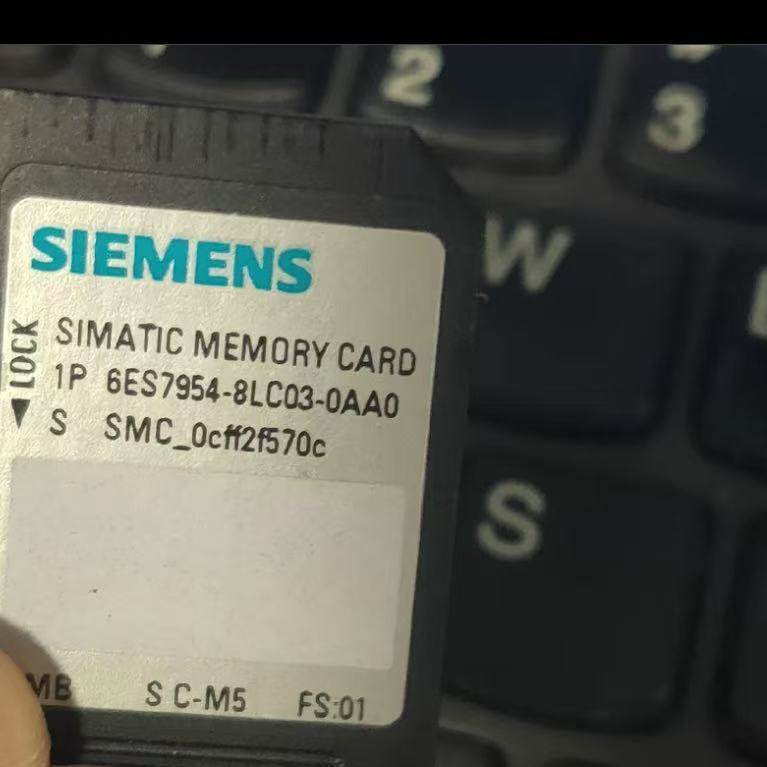 2
3
W
SIEMENS
LOCK
SIMATIC MEMORY CARD
1P 6ES7954-8LC03-0AA0
S SMC_0cff2f570c
S
MB
S C-M5 FS:01